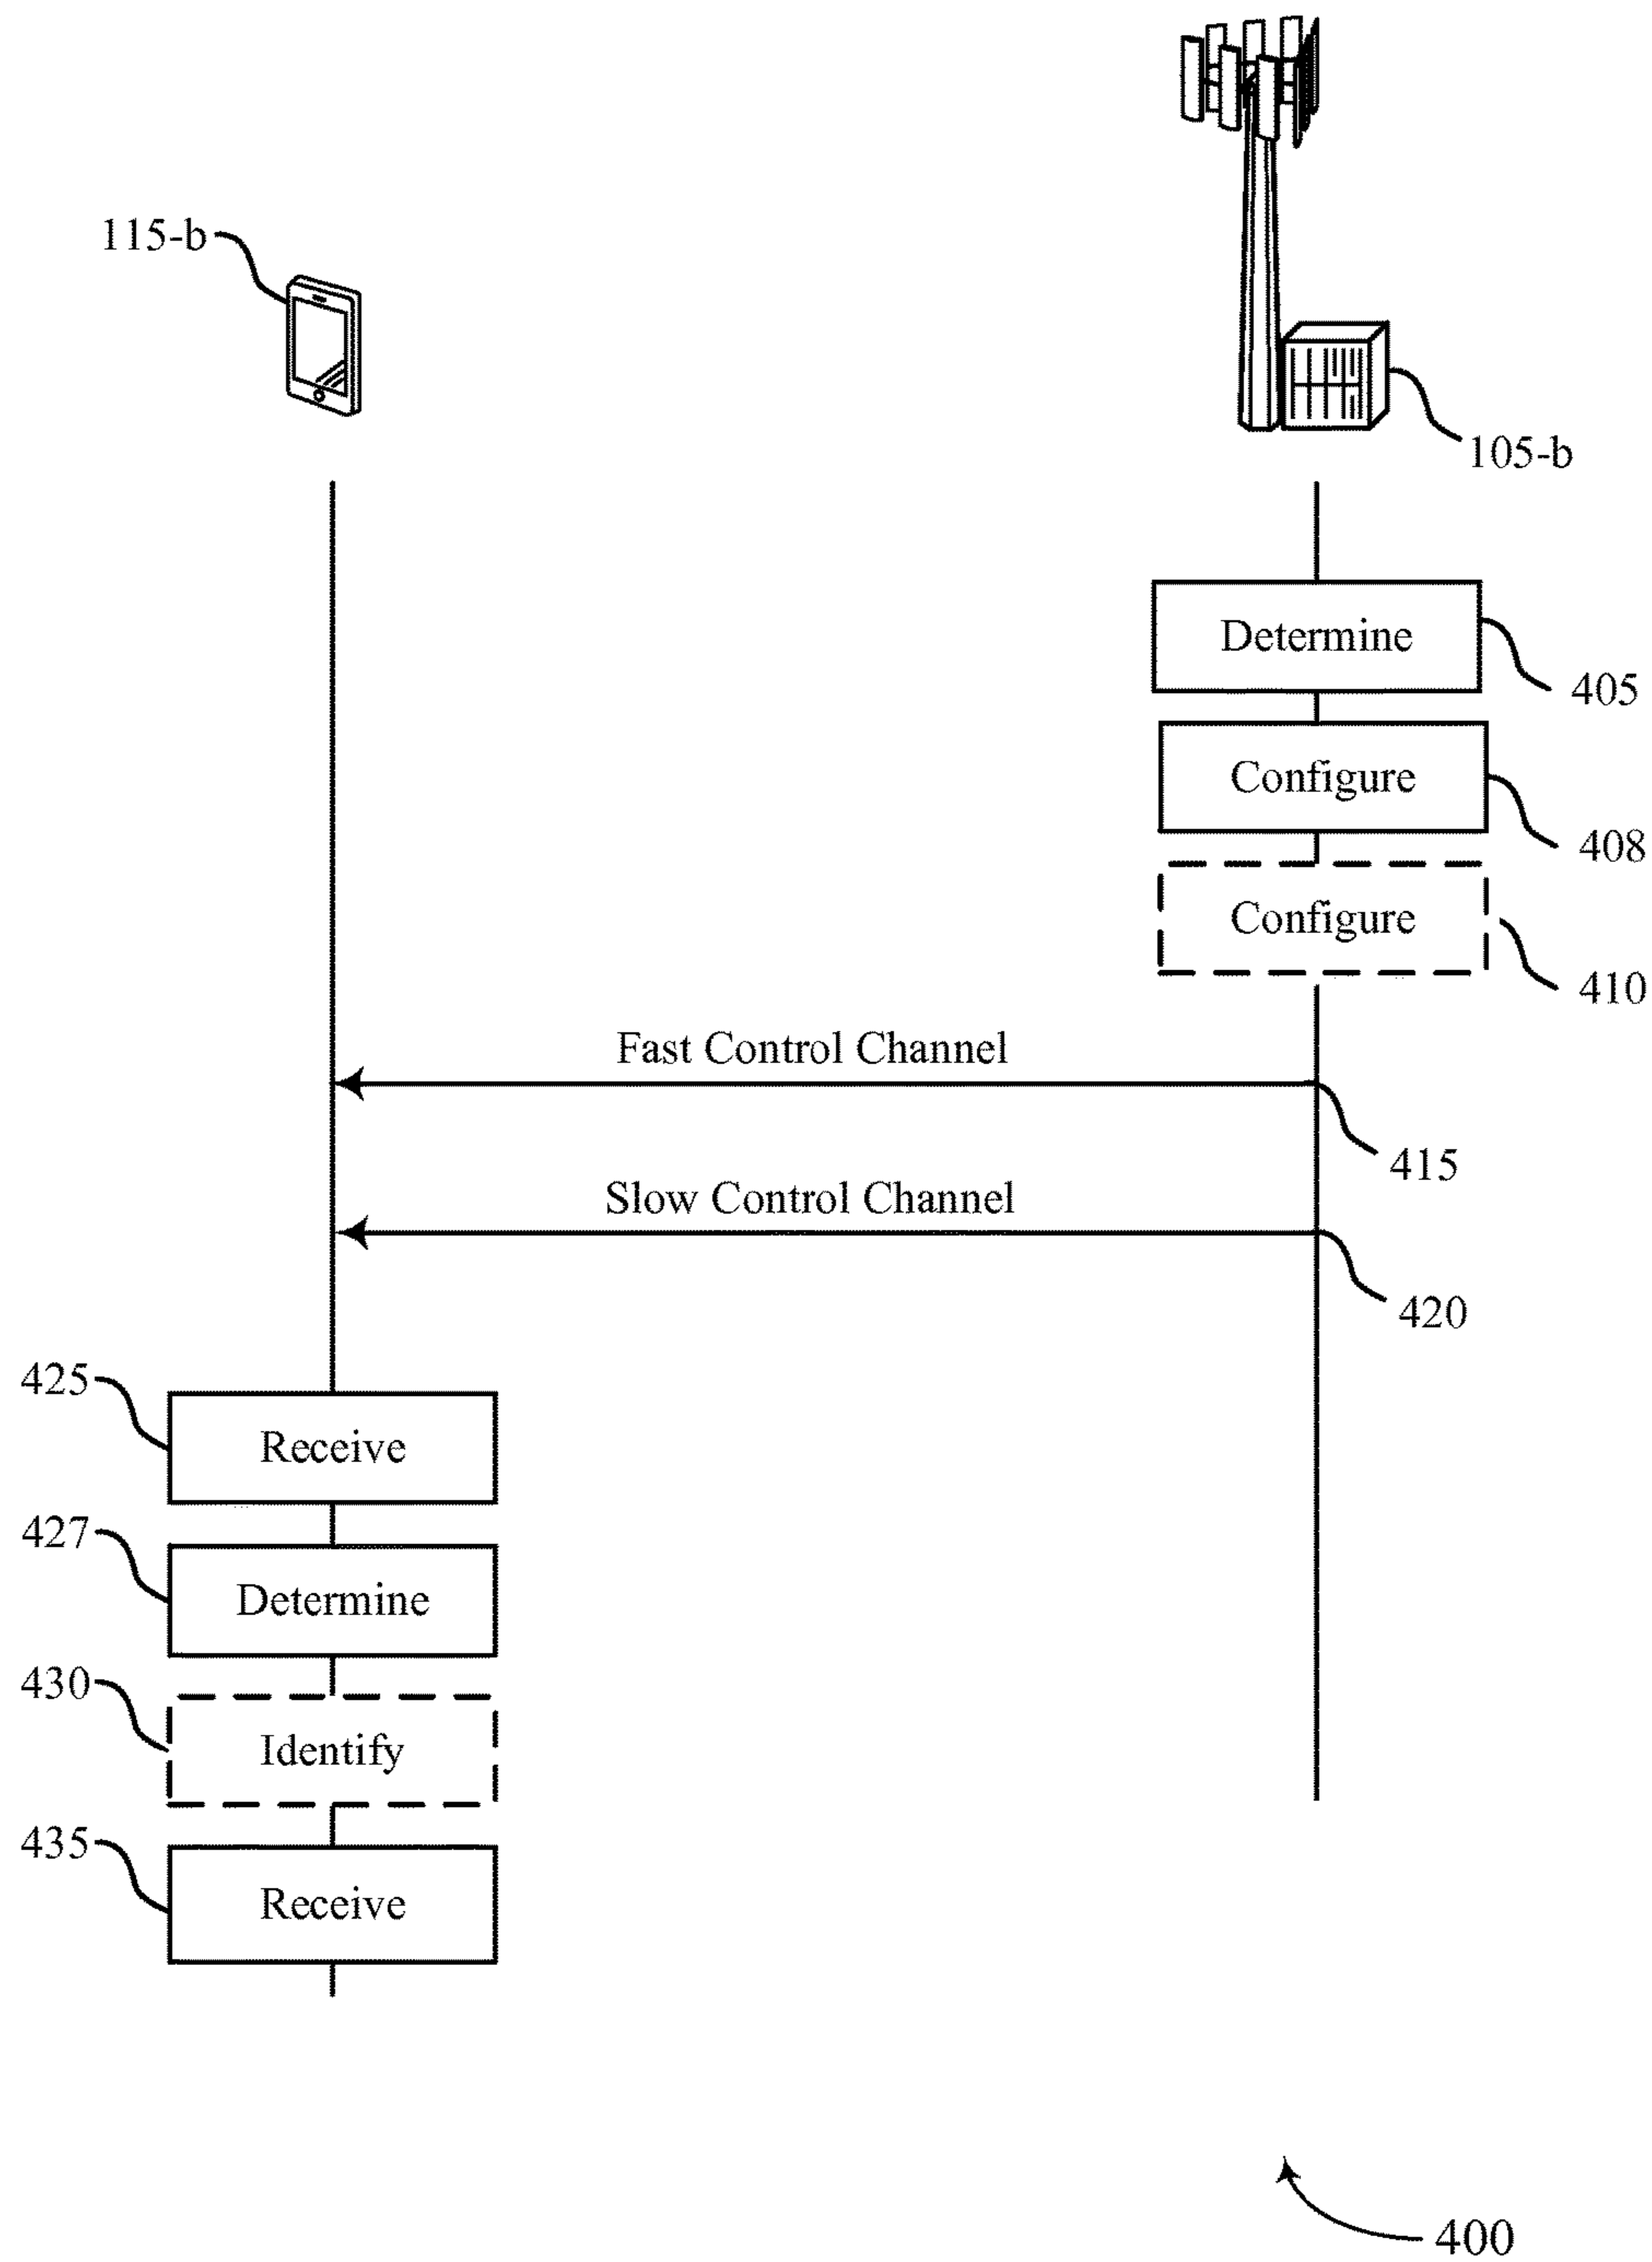 115-b
105-b
Determine
405
Configure
408
Configure
410
Fast Control Channel
415
Slow Control Channel
420
425
Receive
427
Determine
430
Identify
435
Receive
400